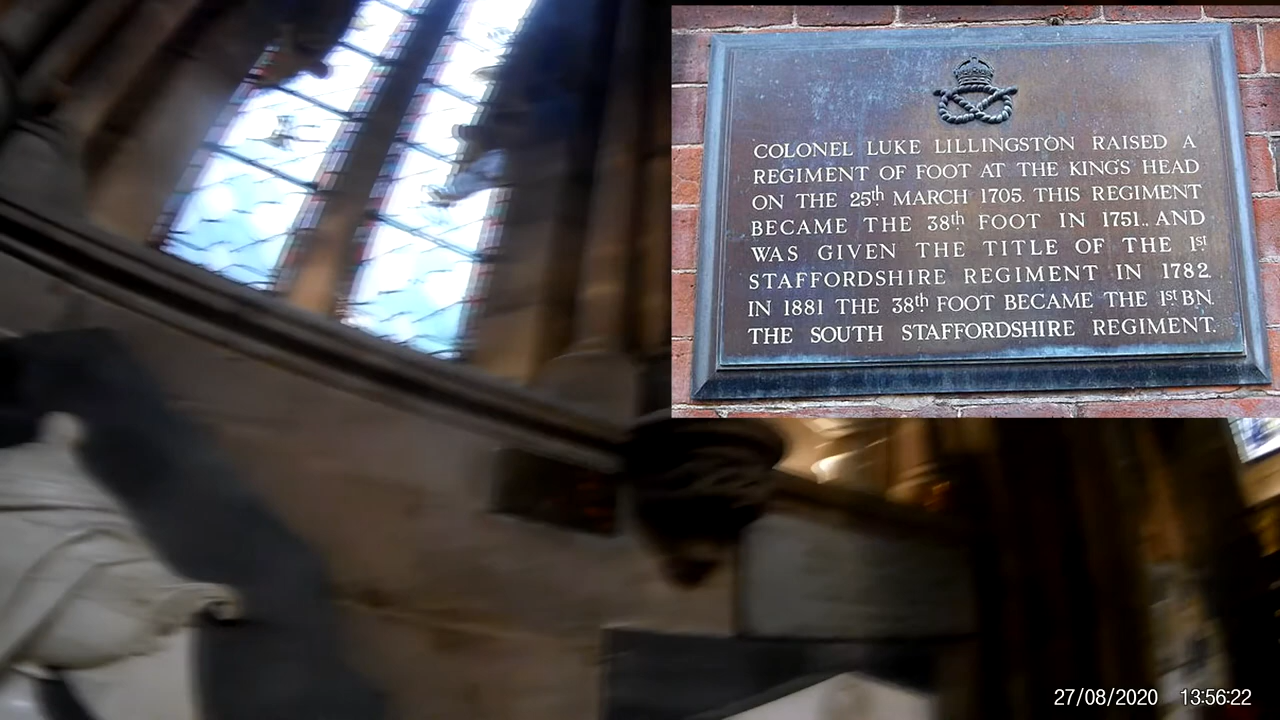 COLONEL LUKE LILLINGSTON RAISED A
REGIMENT OF FOOT AT THE KING'S HEAD
ON THE 25th MARCH 1705. THIS REGIMENT
BECAME THE 38th FOOT IN 1751., AND
WAS GIVEN THE TITLE OF THE 1st
STAFFORDSHIRE REGIMENT IN 1782.
IN 1881 THE 38th FOOT BECAME THE 1st BN.
THE SOUTH STAFFORDSHIRE REGIMENT.
27/08/2020 13:56:22